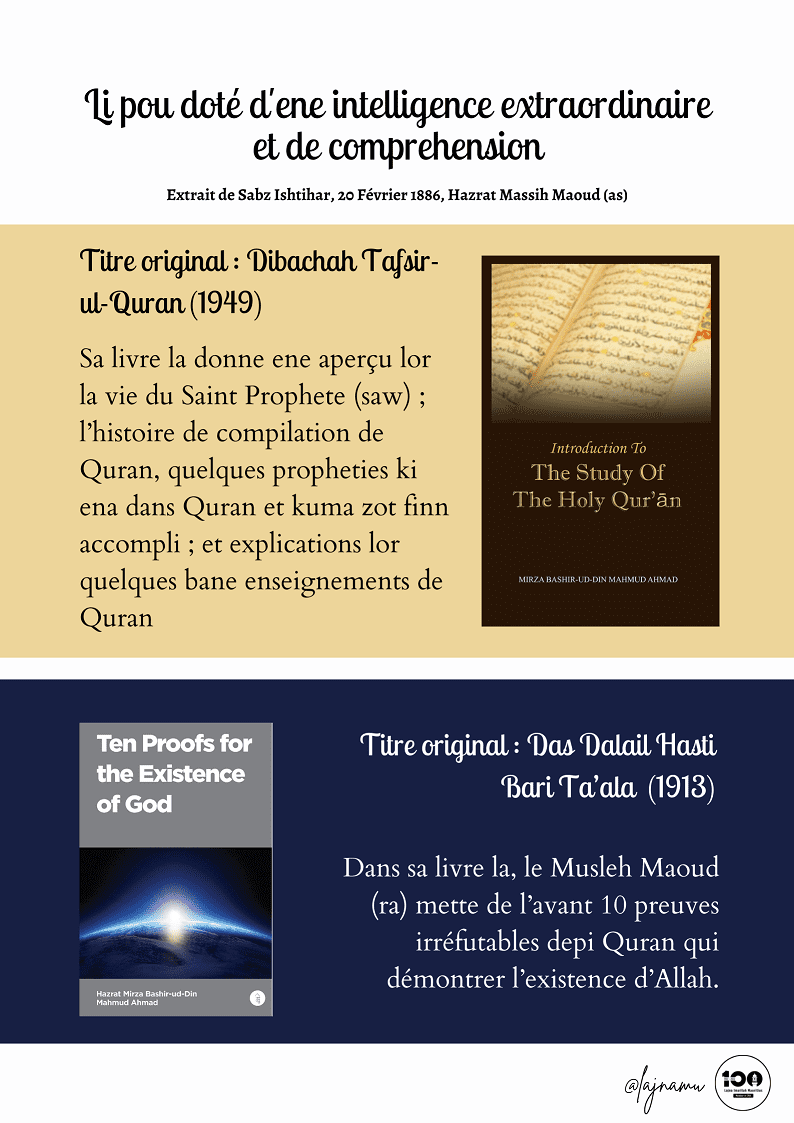 Li pou doté d'ene intelligence extraordinaire
et de comprehension
Extrait de Sabz Ishtihar, 20 Février 1886, Hazrat Massih Maoud (as)
Titre original : Dibachah Tafsir-
ul-Quran (1949)
Sa livre la donne ene aperçu lor
la vie du Saint Prophete (saw) ;
l’histoire de compilation de
Quran, quelques propheties ki
ena dans Quran et kuma zot finn
accompli ; et explications lor
quelques bane enseignements de
Quran
Introduction To
The Study Of
The Holy Qur’ān
MIRZA BASHIR-UD-DIN MAHMUD AHMAD
Ten Proofs for
the Existence
of God
Hazrat Mirza Bashir-ud-Din
Mahmud Ahmad
Titre original : Das Dalail Hasti
Bari Ta’ala (1913)
Dans sa livre la, le Musleh Maoud
(ra) mette de l’avant 10 preuves
irréfutables depi Quran qui
démontrer l’existence d’Allah.
@lajnamu
100